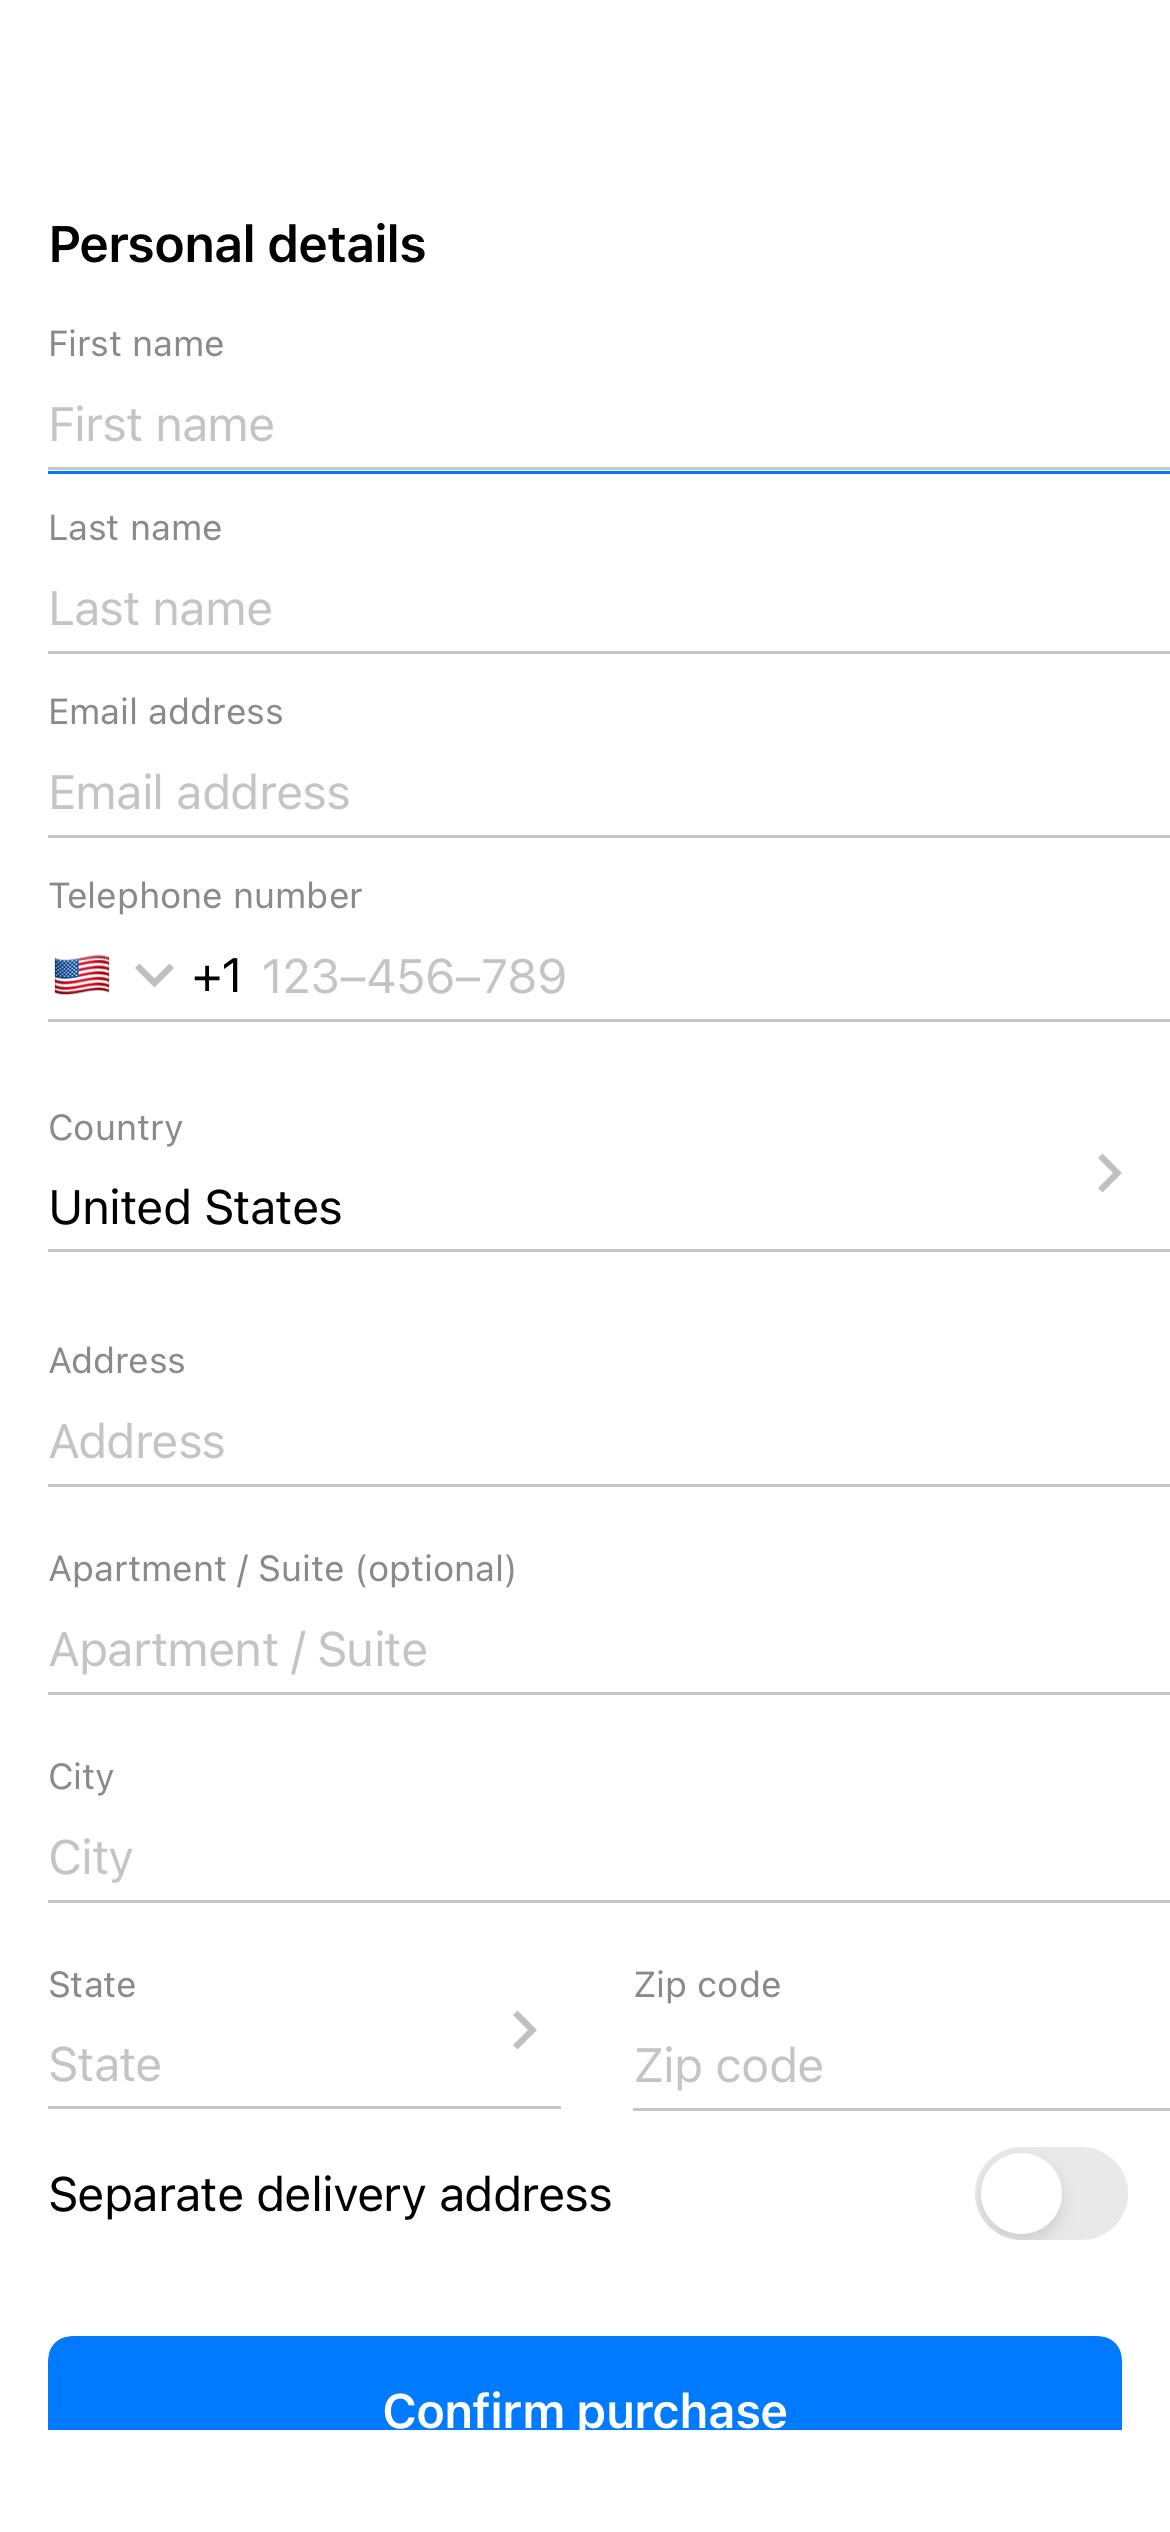 Personal details
First name
First name
Last name
Last name
Email address
Email address
Telephone number
+1 123–456–789
Country
United States
Address
Address
Apartment / Suite (optional)
Apartment / Suite
City
City
State
State
Zip code
Zip code
Separate delivery address
Confirm purchase